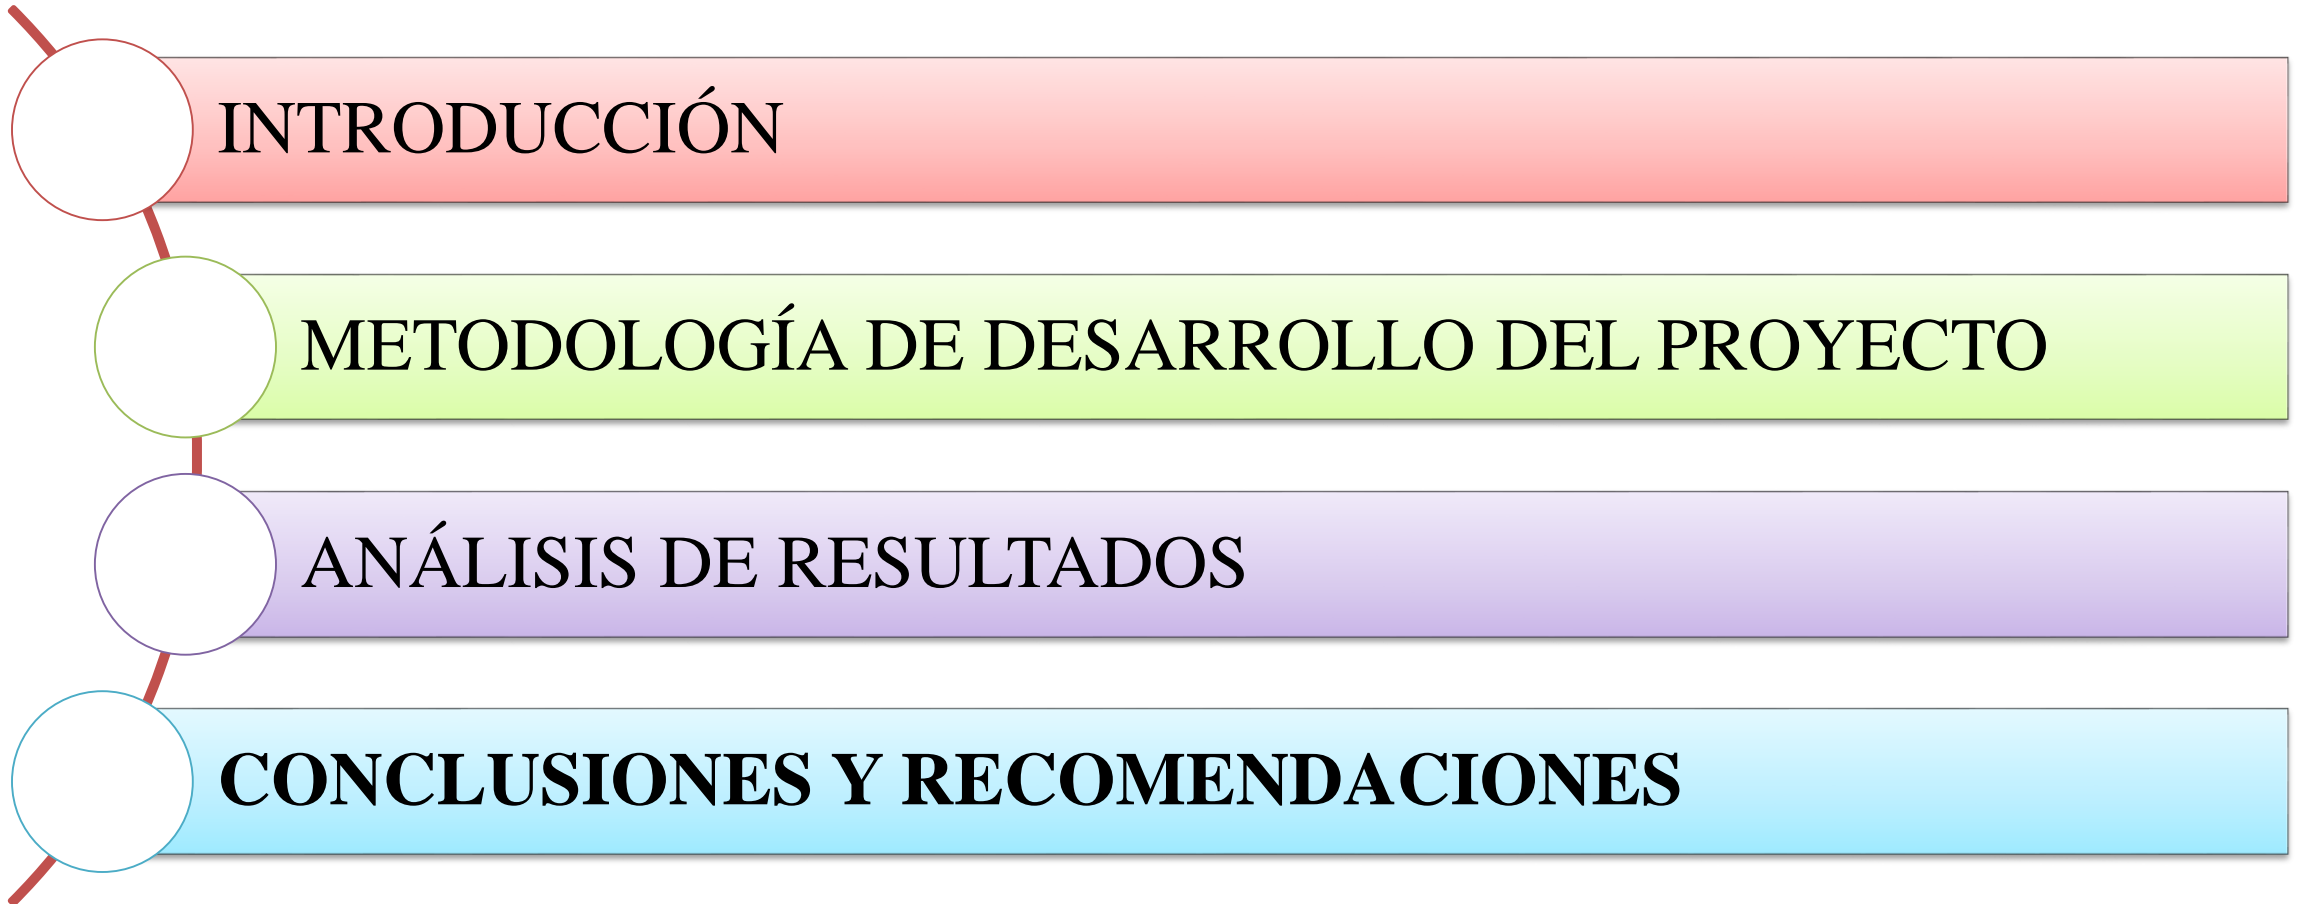 INTRODUCCIÓN
METODOLOGÍA DE DESARROLLO DEL PROYECTO
ANÁLISIS DE RESULTADOS
CONCLUSIONES Y RECOMENDACIONES